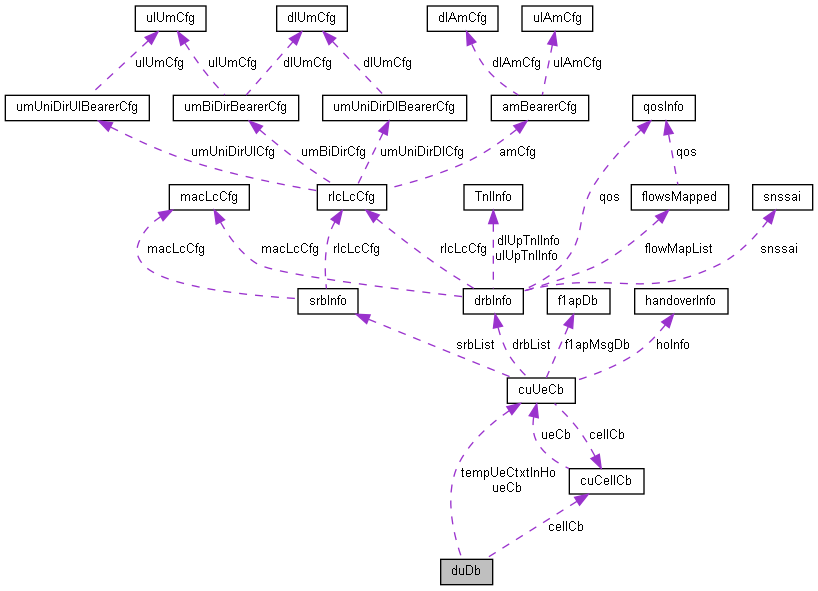 ulUmCfg
dlUmCfg
dlAmCfg
ulAmCfg
ulUmCfg
ulUmCfg
dlUmCfg
dlUmCfg
dlAmCfg
ulAmCfg
umUniDirUlBearerCfg
umBiDirBearerCfg
umUniDirDlBearerCfg
amBearerCfg
qosInfo
umUniDirUlCfg
umBiDirCfg
umUniDirDlCfg
amCfg
qos
macLcCfg
rlcLcCfg
TnlInfo
qos
flowsMapped
snssai
macLcCfg
macLcCfg
rlcLcCfg
rlcLcCfg
dlUpTnlInfo
ulUpTnlInfo
flowMapList
snssai
srbInfo
drbInfo
f1apDb
handoverInfo
srbList
drbList
f1apMsgDb
hoInfo
cuUeCb
ueCb
cellCb
tempUeCtxtInHo
ueCb
cuCellCb
cellCb
duDb